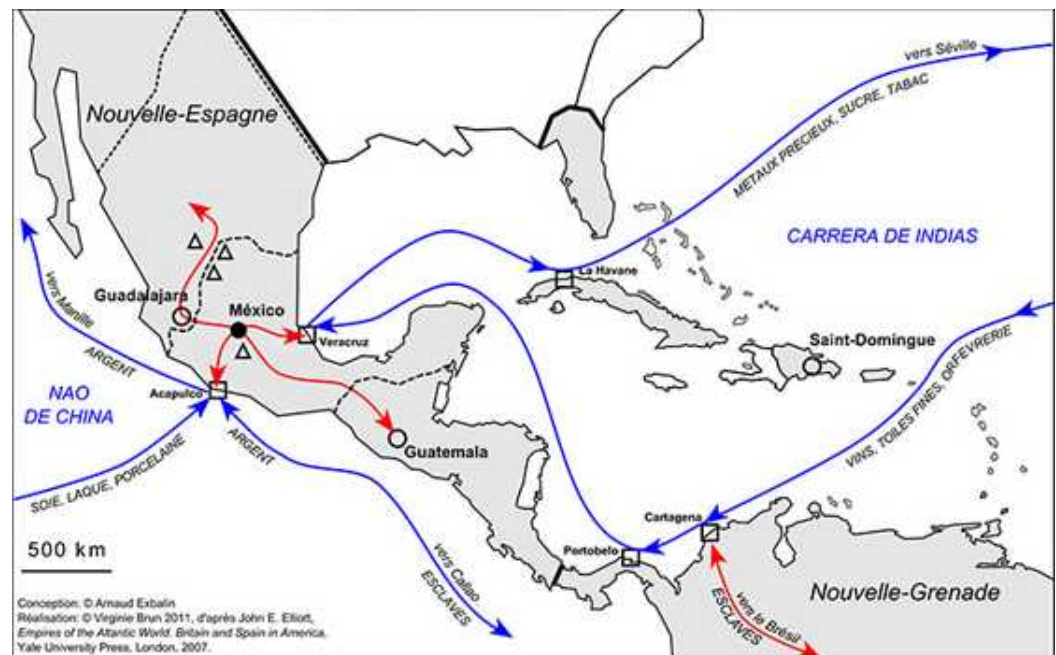 vers Séville
METAUX PRECIEUX, SUCRE, TABAC
Nouvelle-Espagne
CARRERA DE INDIAS
La Havane
Guadalajara
México
Veracruz
Saint-Domingue
vers Manille
ARGENT
NAO
DE CHINA
Acapulco
ARGENT
SOIE, LAQUE, PORCELAINE
Guatemala
VINS, TOILES FINES, ORFEVRERIE
Cartagena
Portobelo
500 km
vers Callao
ESCLAVES
Nouvelle-Grenade
vers le Brésil
ESCLAVES
Conception: © Arnaud Exbalin
Réalisation: © Virginie Brun 2011, d'après John E. Elliott,
Empires of the Atlantic World. Britain and Spain in America,
Yale University Press, London, 2007.